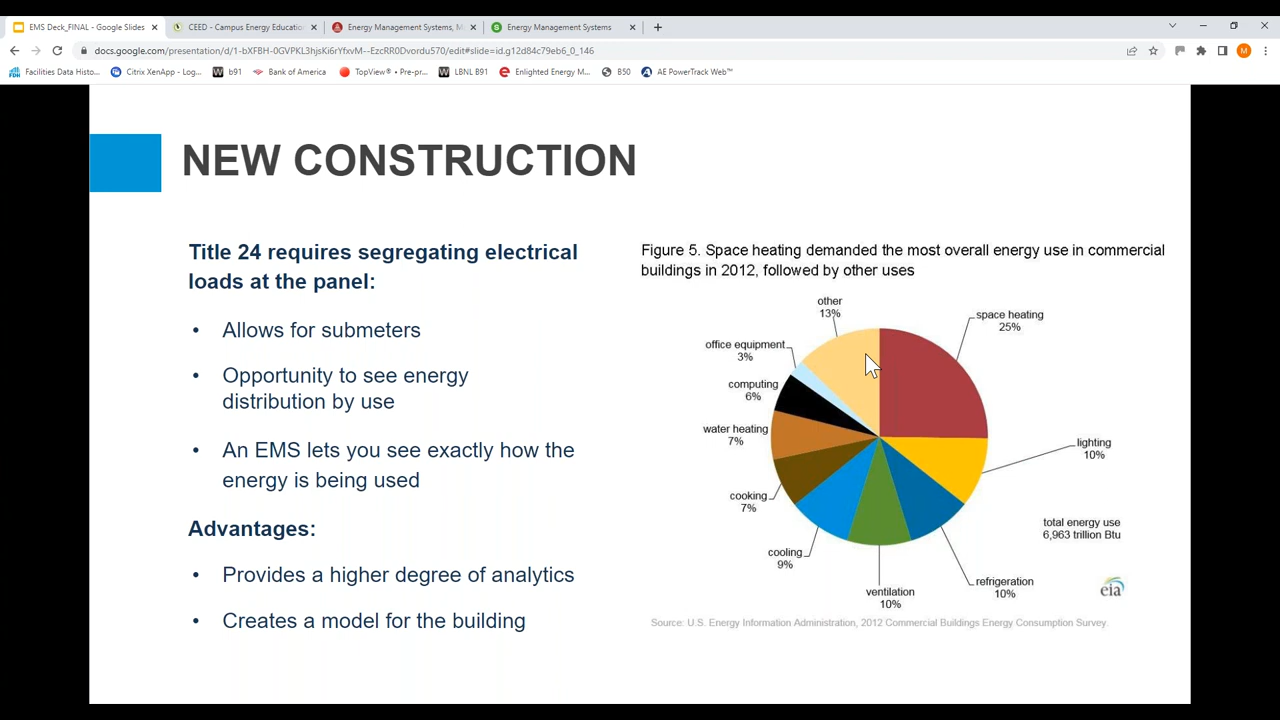 EMS Deck_FINAL - Google Slides
CEED - Campus Energy Educatio
Energy Management Systems, M
Energy Management Systems
docs.google.com/presentation/d/1-bXFBH-0GVPKL3hjsKi6rYfxvM--EzcRR0Dvordu570/edit#slide=id.g12d84c79eb6_0_146
M
Facilities Data Histo...
Citrix XenApp - Log...
b91
Bank of America
TopView® • Pre-pr...
LBNL B91
Enlighted Energy M...
B50
AE PowerTrack Web™
NEW CONSTRUCTION
Title 24 requires segregating electrical
loads at the panel:
• Allows for submeters
• Opportunity to see energy
distribution by use
• An EMS lets you see exactly how the
energy is being used
Advantages:
• Provides a higher degree of analytics
• Creates a model for the building
Figure 5. Space heating demanded the most overall energy use in commercial
buildings in 2012, followed by other uses
other
13%
space heating
25%
office equipment
3%
computing
6%
water heating
7%
lighting
10%
cooking
7%
total energy use
6,963 trillion Btu
cooling
9%
refrigeration
10%
ventilation
10%
eia
Source: U.S. Energy Information Administration, 2012 Commercial Buildings Energy Consumption Survey.